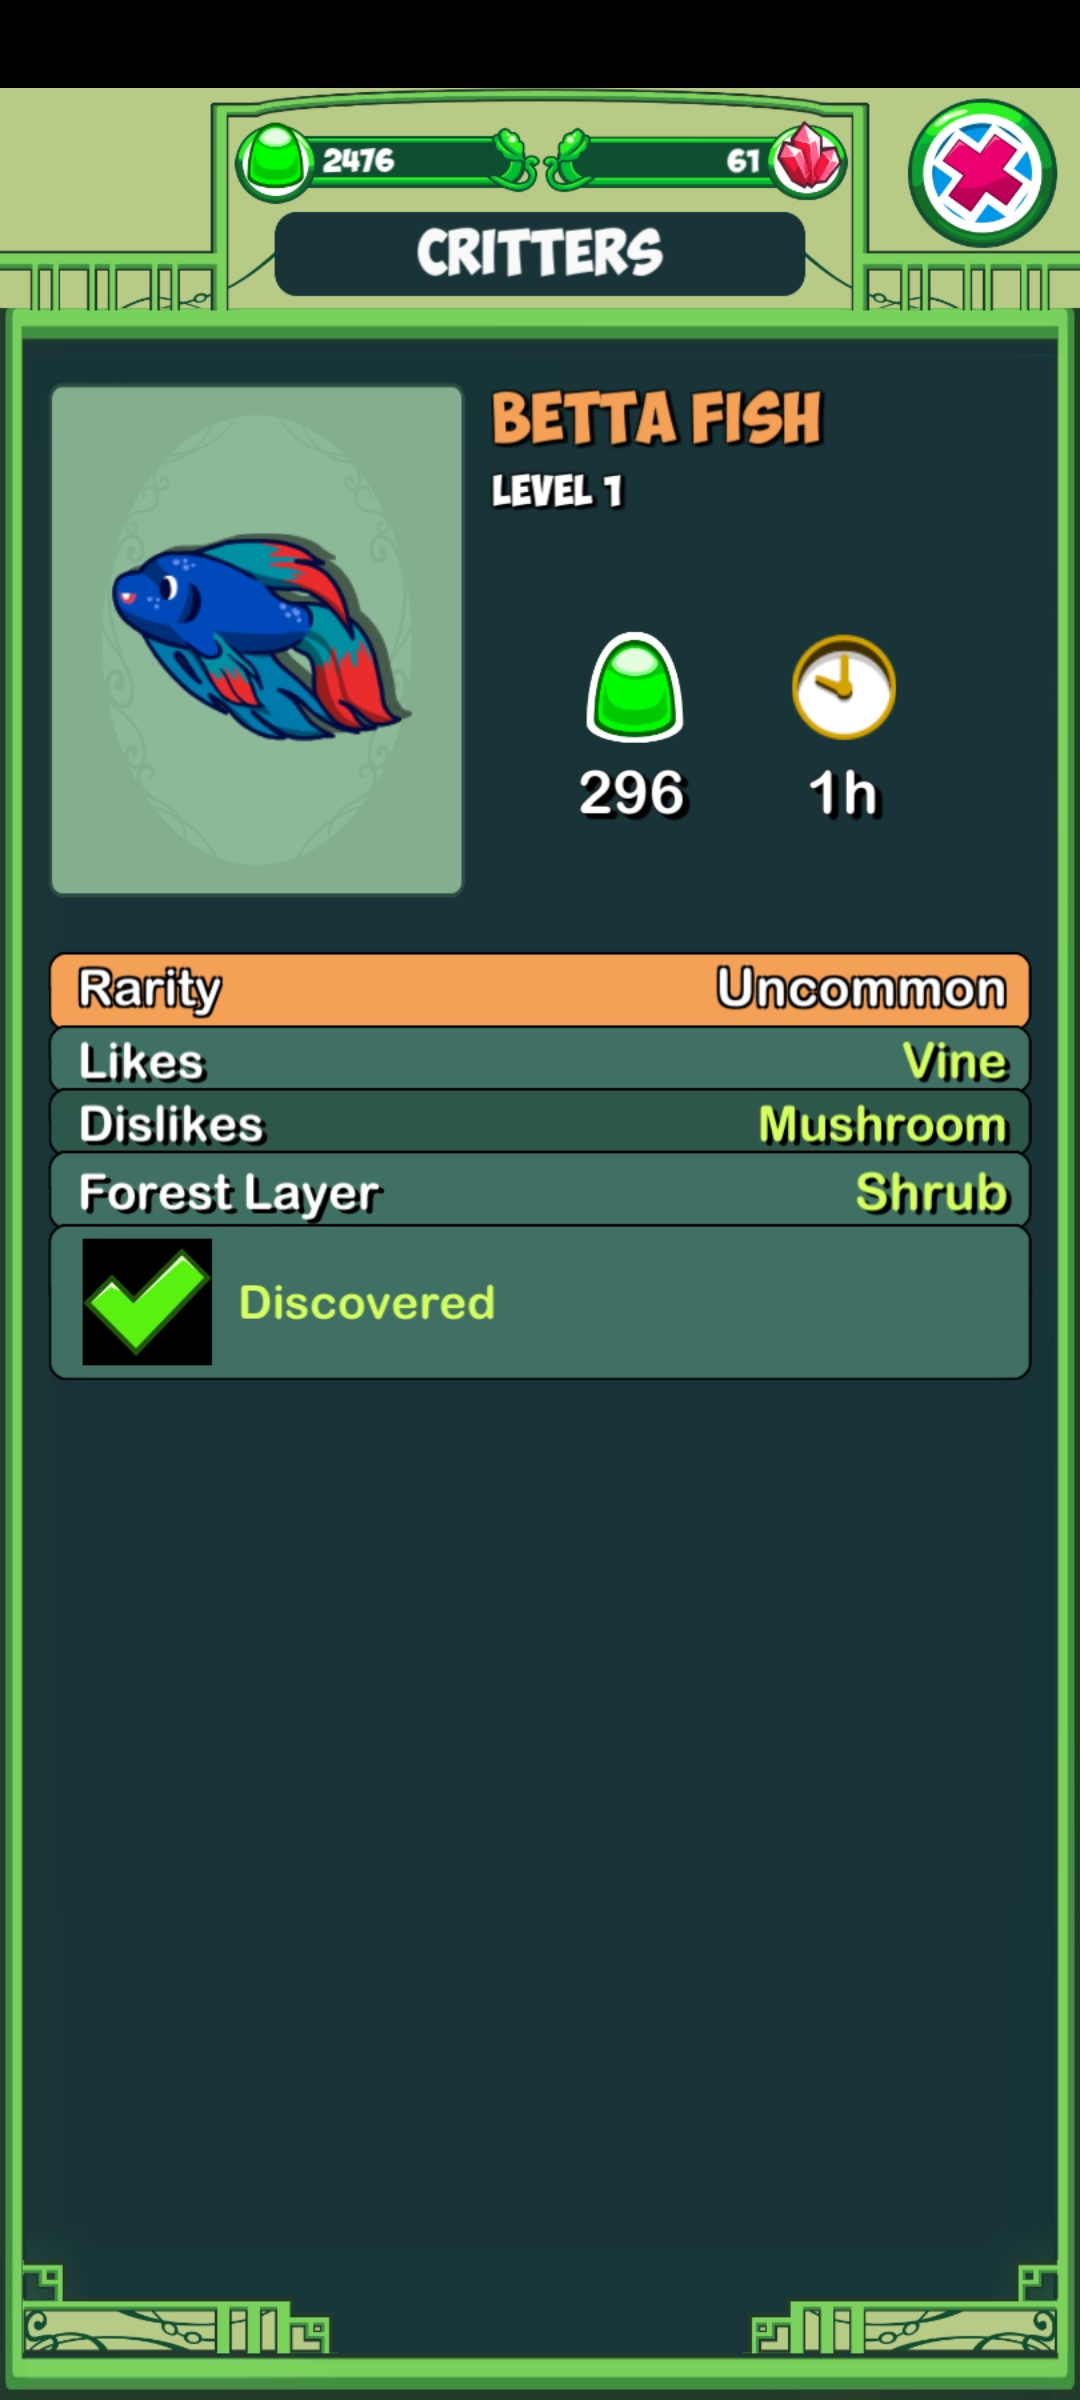 2476 61
CRITTERS
BETTA FISH
LEVEL 1
296 1h
Rarity Uncommon
Likes Vine
Dislikes Mushroom
Forest Layer Shrub
Discovered